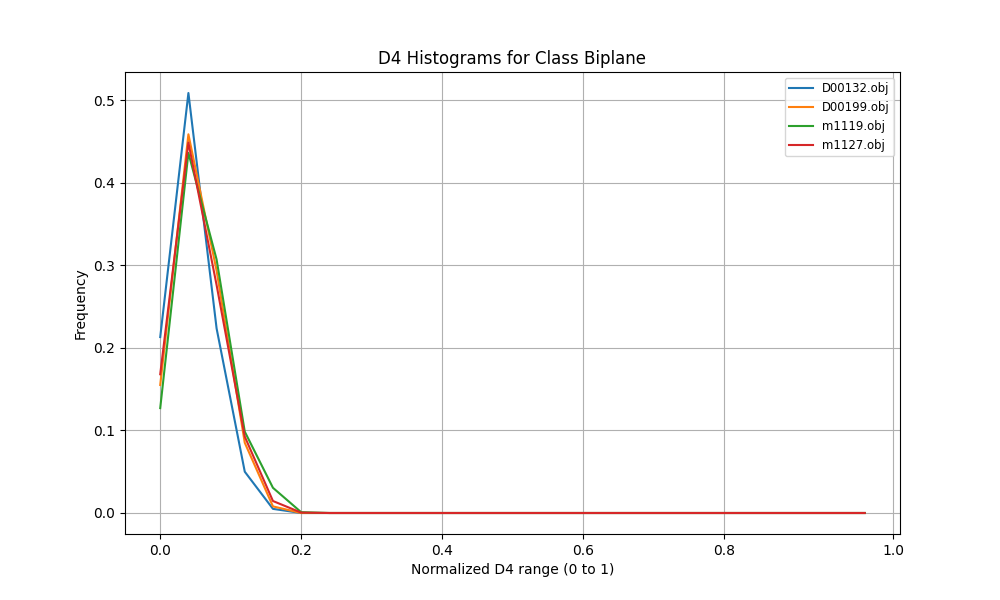 D4 Histograms for Class Biplane
D00132.obj
D00199.obj
m1119.obj
m1127.obj
0.5
0.4
0.3
0.2
0.1
0.0
Frequency
0.0 0.2 0.4 0.6 0.8 1.0
Normalized D4 range (0 to 1)